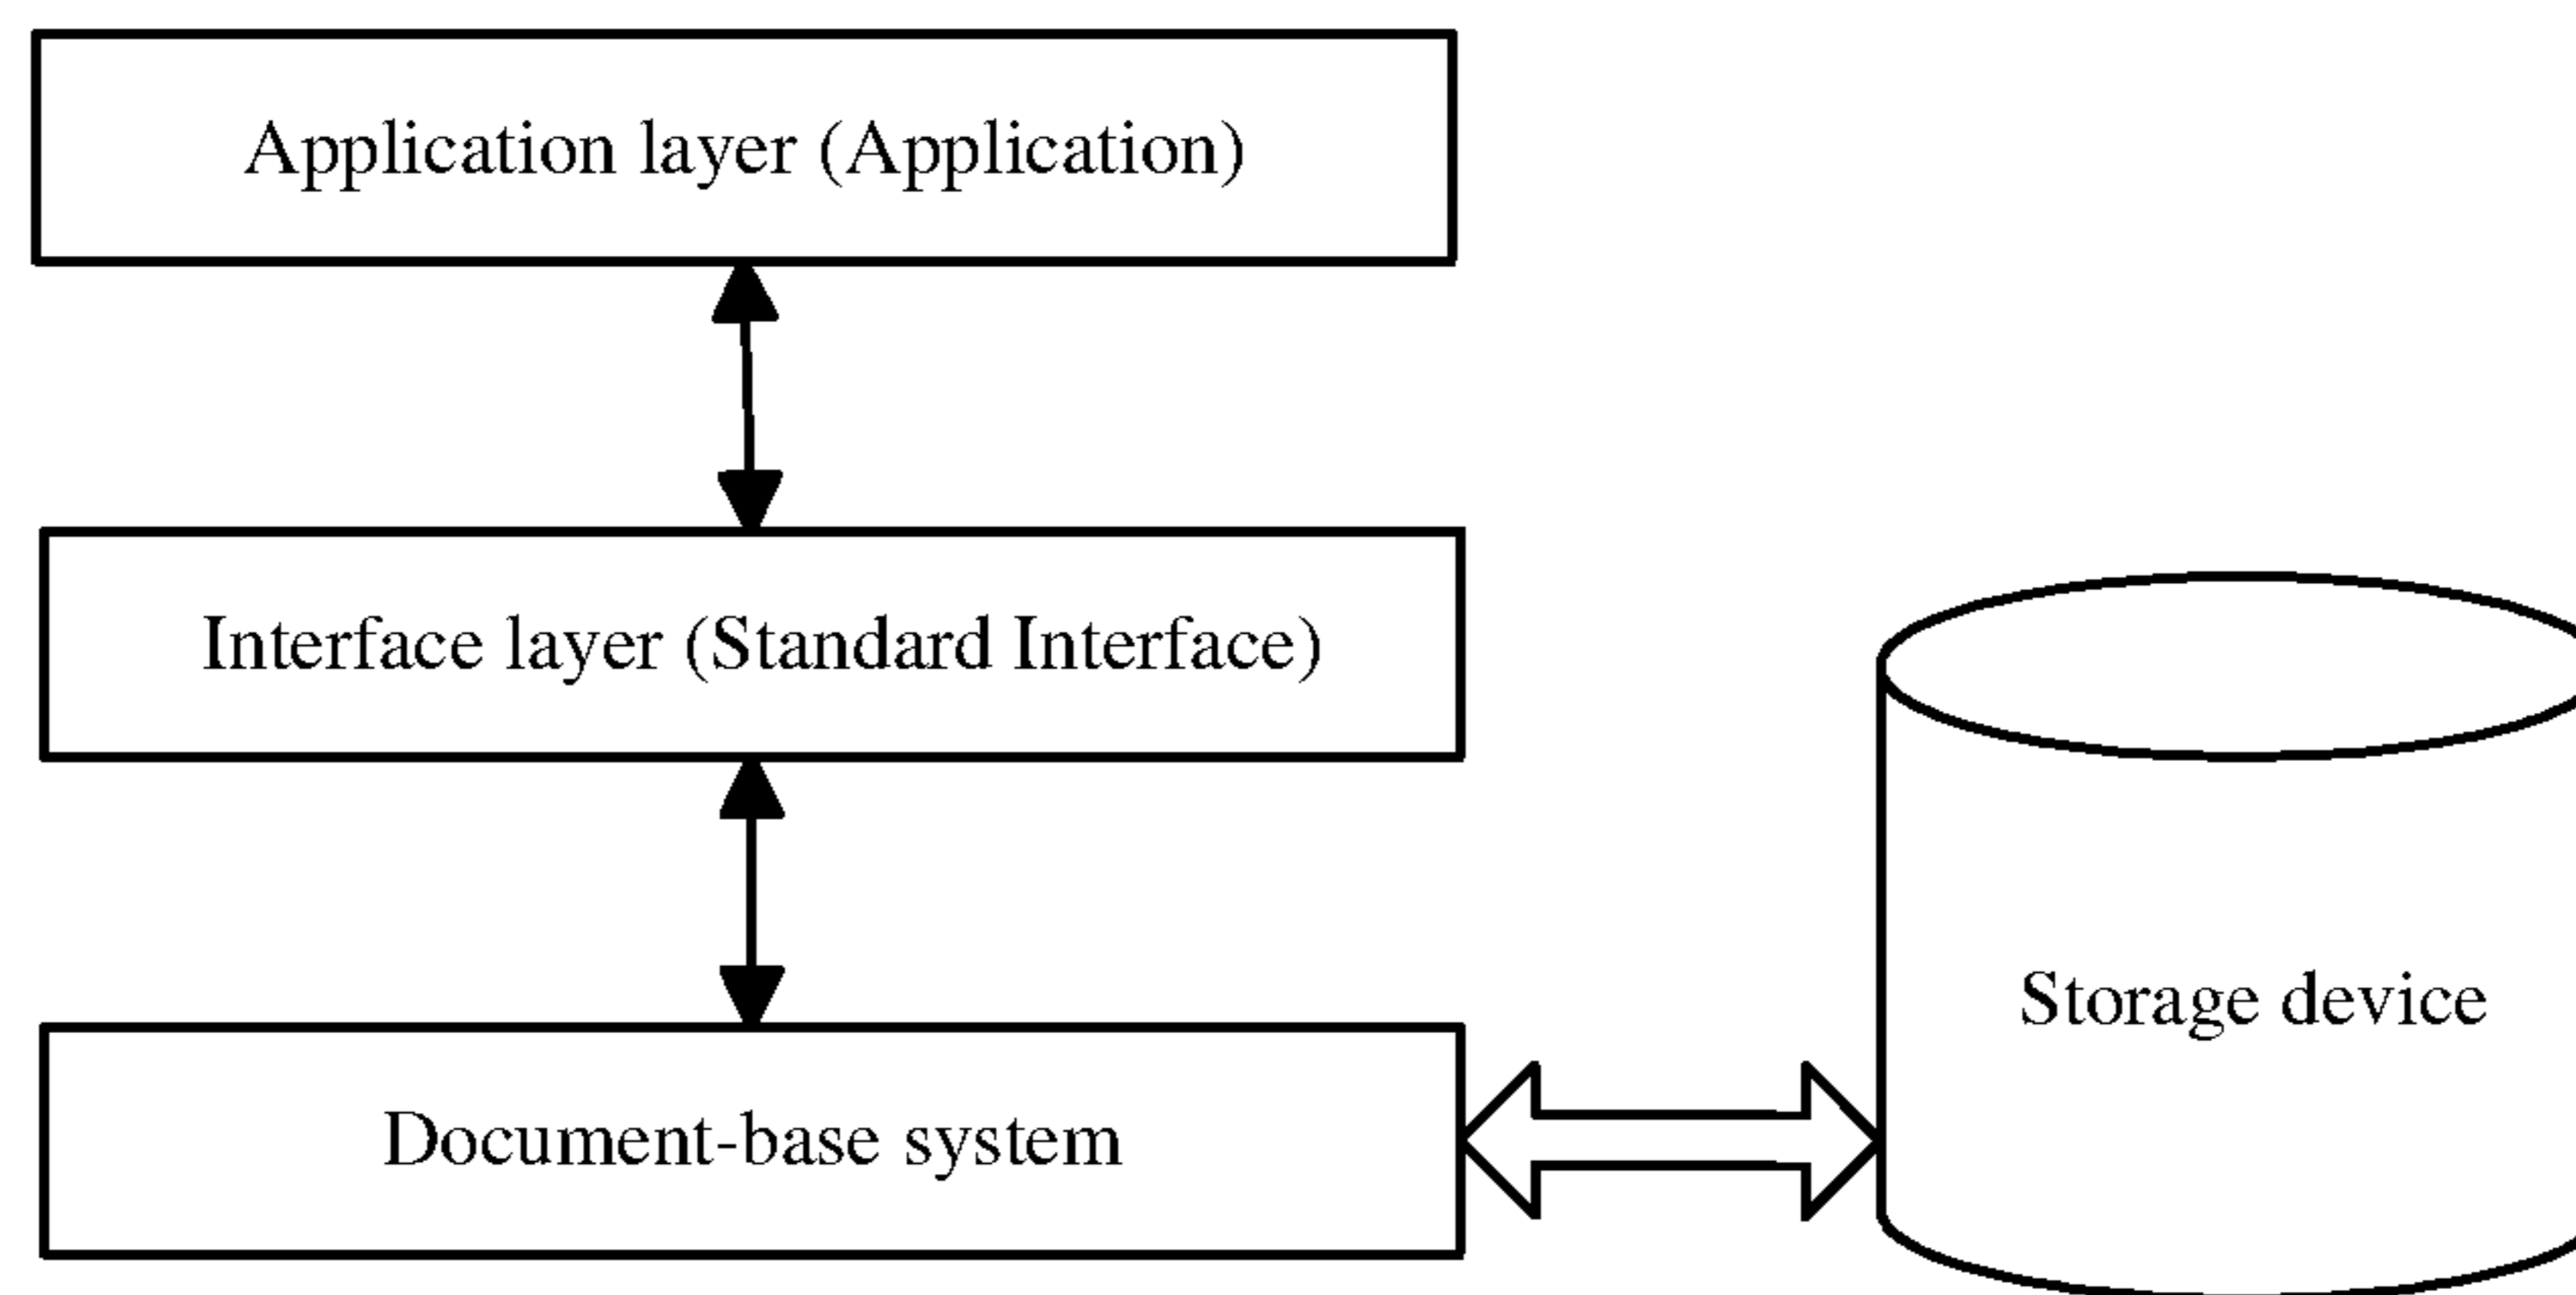 Application layer (Application)
Interface layer (Standard Interface)
Storage device
Document-base system